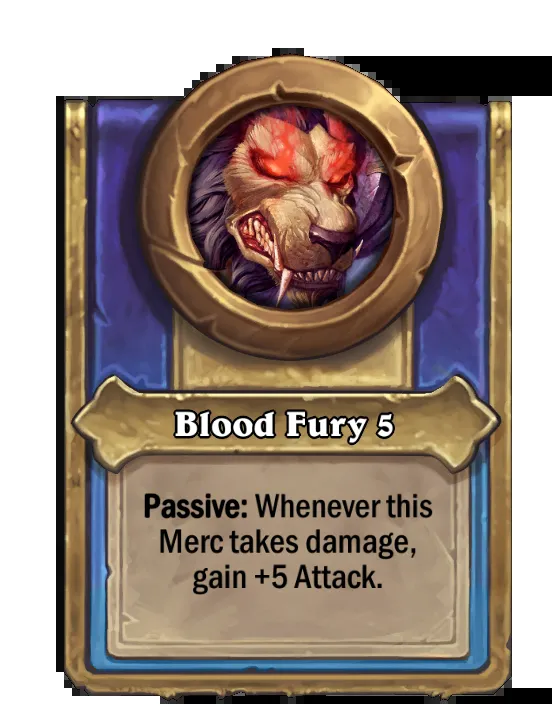 Blood Fury 5
Passive: Whenever this
Merc takes damage,
gain +5 Attack.